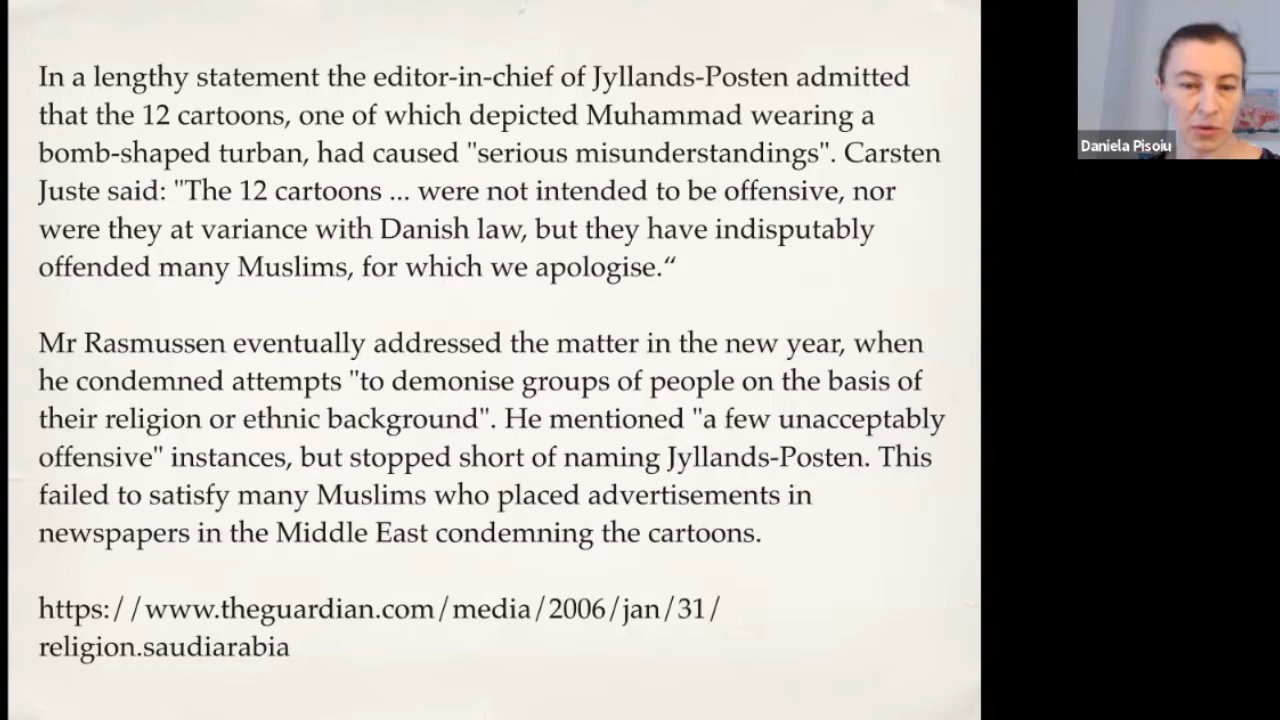 In a lengthy statement the editor-in-chief of Jyllands-Posten admitted
that the 12 cartoons, one of which depicted Muhammad wearing a
bomb-shaped turban, had caused "serious misunderstandings". Carsten
Juste said: "The 12 cartoons ... were not intended to be offensive, nor
were they at variance with Danish law, but they have indisputably
offended many Muslims, for which we apologise.“
Mr Rasmussen eventually addressed the matter in the new year, when
he condemned attempts "to demonise groups of people on the basis of
their religion or ethnic background". He mentioned "a few unacceptably
offensive" instances, but stopped short of naming Jyllands-Posten. This
failed to satisfy many Muslims who placed advertisements in
newspapers in the Middle East condemning the cartoons.
https://www.theguardian.com/media/2006/jan/31/
religion.saudiarabia
Daniela Pisoiu